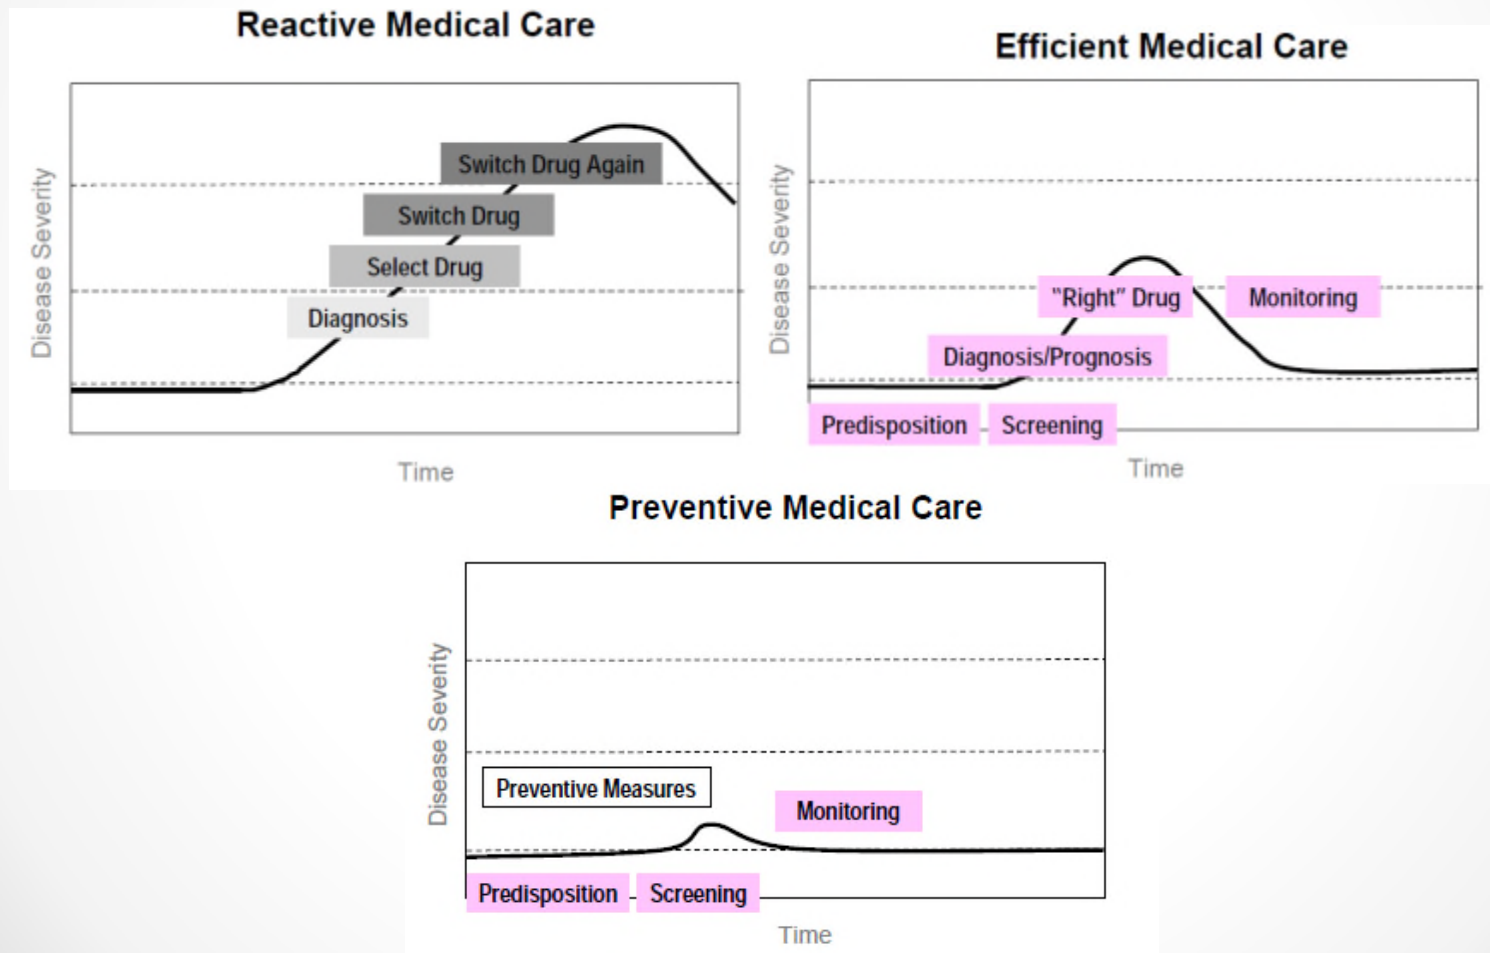 Reactive Medical Care
Disease Severity
Switch Drug Again
Switch Drug
Select Drug
Diagnosis
Time
Efficient Medical Care
Disease Severity
"Right" Drug
Monitoring
Diagnosis/Prognosis
Predisposition
Screening
Time
Preventive Medical Care
Disease Severity
Preventive Measures
Monitoring
Predisposition
Screening
Time